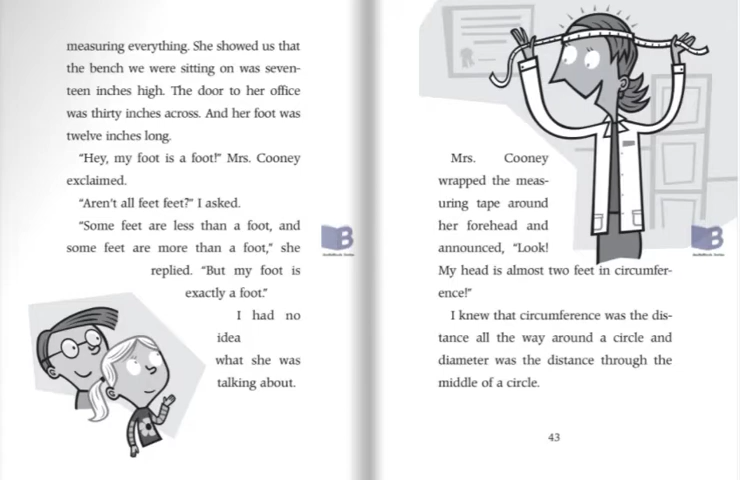 measuring everything. She showed us that
the bench we were sitting on was seven-
teen inches high. The door to her office
was thirty inches across. And her foot was
twelve inches long.
“Hey, my foot is a foot!” Mrs. Cooney
exclaimed.
“Aren’t all feet feet?” I asked.
“Some feet are less than a foot, and
some feet are more than a foot,” she
replied. “But my foot is
exactly a foot.”
I had no
idea
what she was
talking about.
B
Mrs. Cooney
wrapped the meas-
uring tape around
her forehead and
announced, “Look!
My head is almost two feet in circumfer-
ence!”
I knew that circumference was the dis-
tance all the way around a circle and
diameter was the distance through the
middle of a circle.
43
B